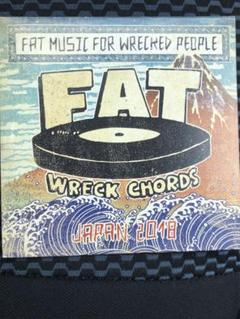 FAT MUSIC FOR WRECKED PEOPLE
FAT
WRECK CHORDS
JAPAN 2018